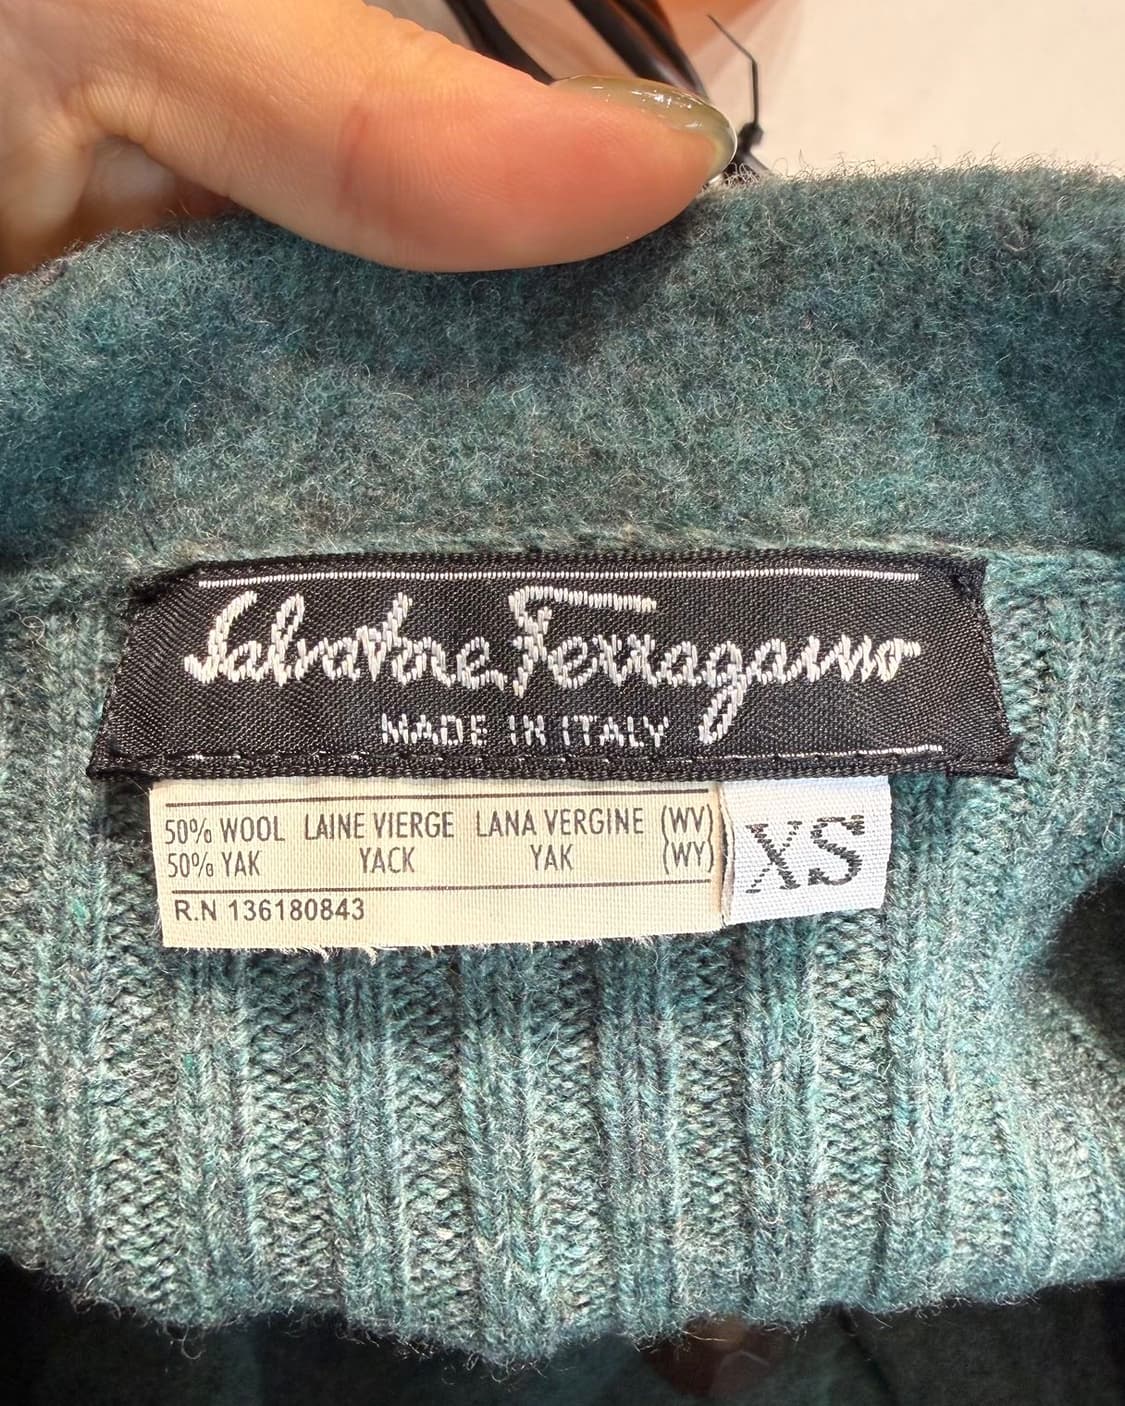 Salvatore Ferragamo
MADE IN ITALY
50% WOOL LAINE VIERGE LANA VERGINE (WV)
50% YAK YACK YAK (WY)
R.N 136180843
XS